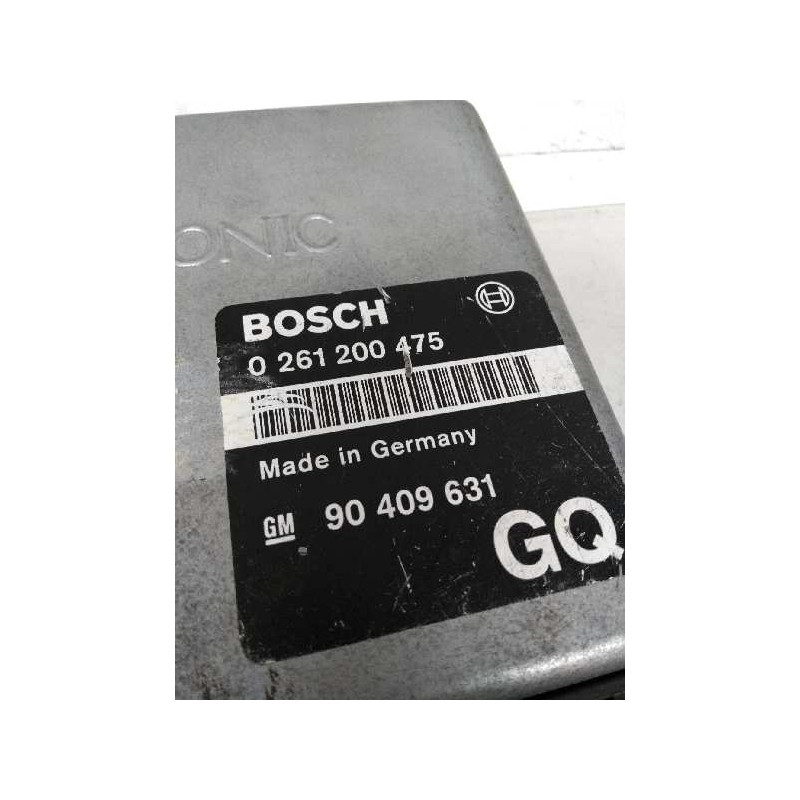 ONIC
BOSCH
0 261 200 475
Made in Germany
GM 90 409 631
GQ